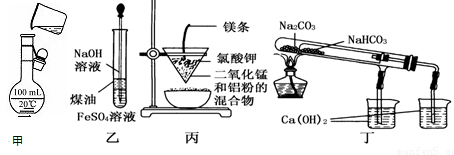 100 mL
20℃
甲
NaOH
溶液
煤油
FeSO₄溶液
乙
镁条
氯酸钾
二氧化锰
和铝粉的
混合物
丙
Na₂CO₃
NaHCO₃
Ca(OH)₂
丁